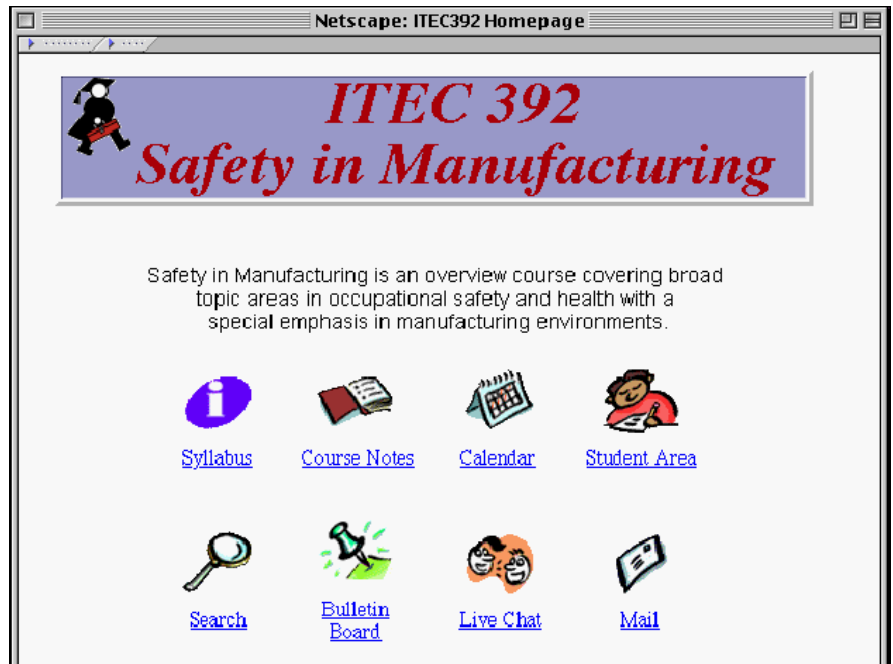 Netscape: ITEC392 Homepage
ITEC 392
Safety in Manufacturing
Safety in Manufacturing is an overview course covering broad
topic areas in occupational safety and health with a
special emphasis in manufacturing environments.
Syllabus
Course Notes
Calendar
Student Area
Search
Bulletin
Board
Live Chat
Mail